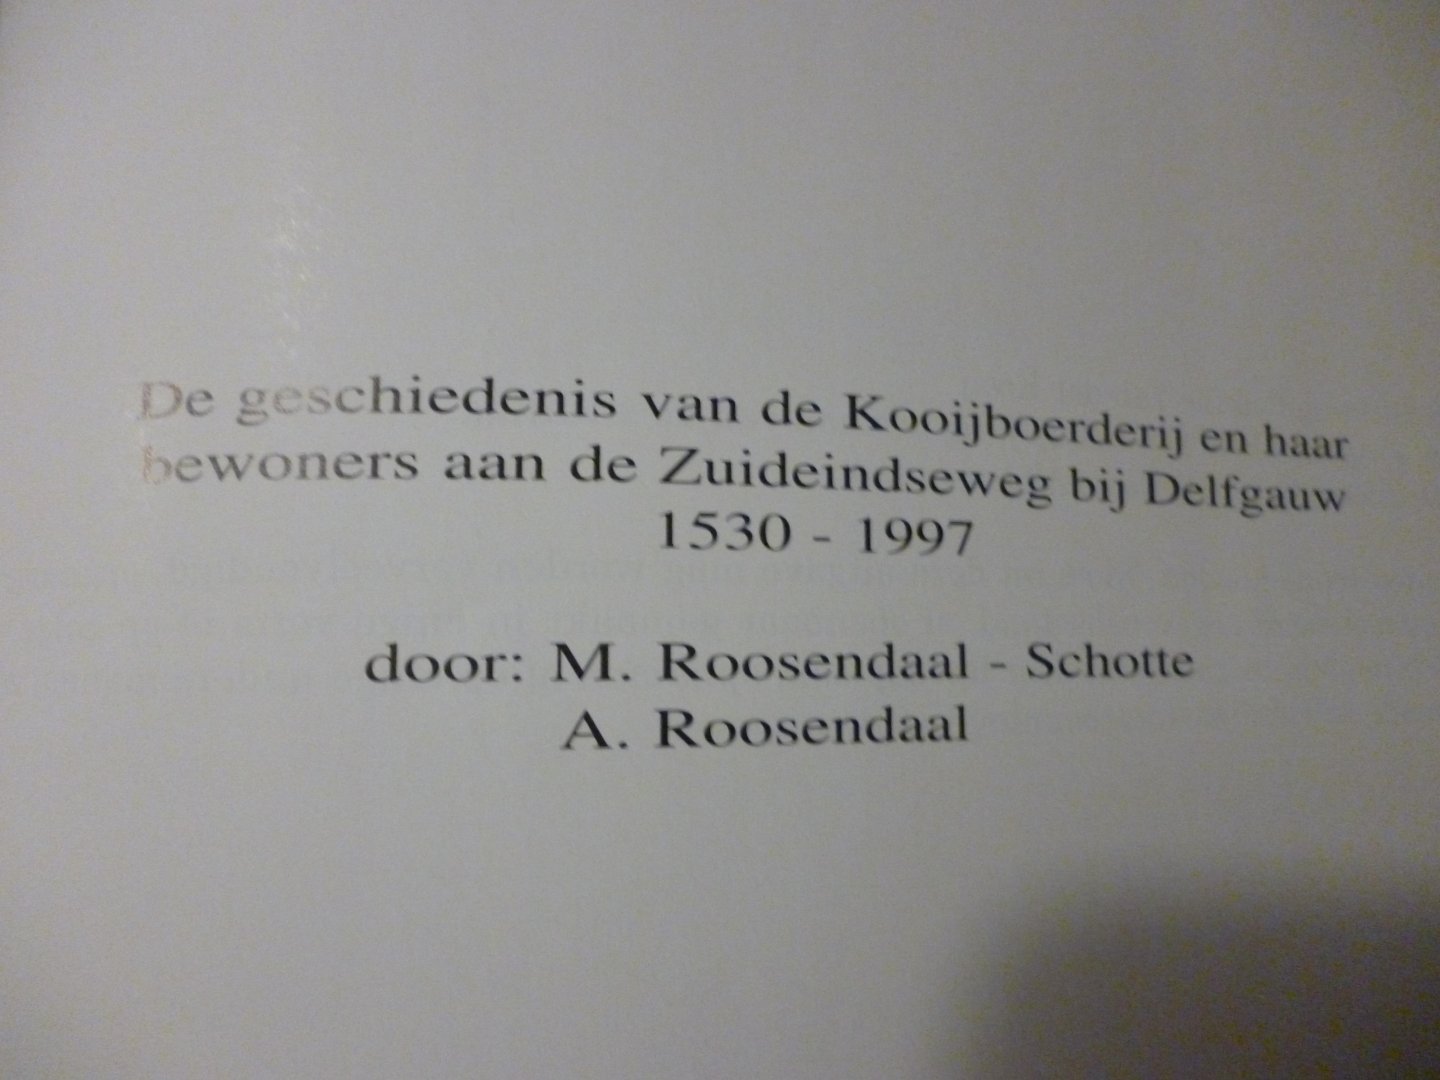 De geschiedenis van de Kooijboerderij en haar
bewoners aan de Zuideindseweg bij Delfgauw
1530 - 1997
door: M. Roosendaal - Schotte
A. Roosendaal